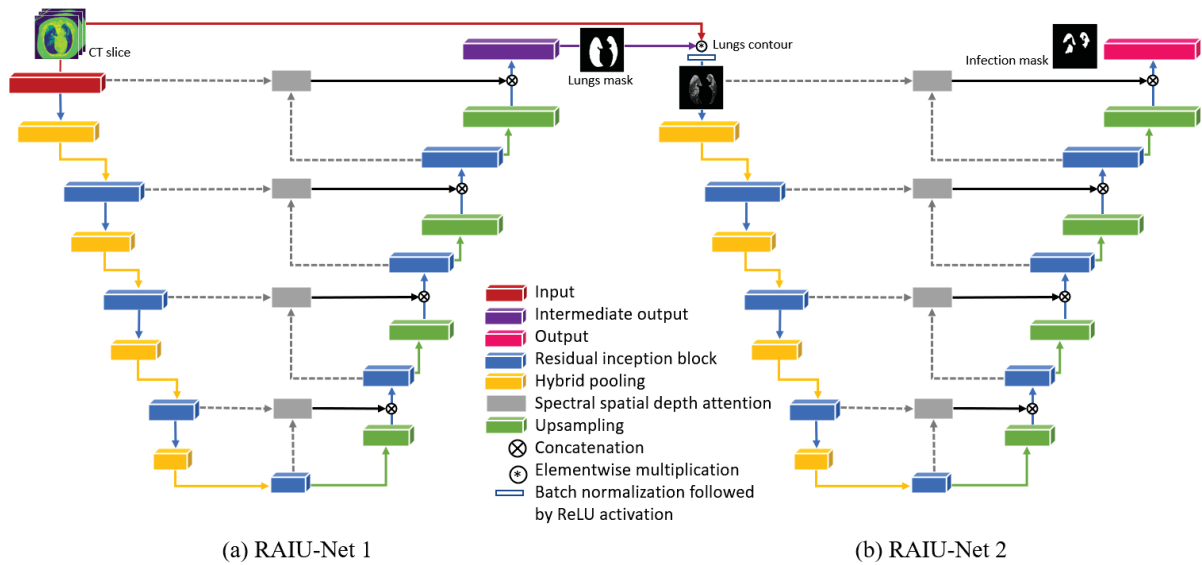 CT slice
Lungs mask
Lungs contour
Infection mask
Input
Intermediate output
Output
Residual inception block
Hybrid pooling
Spectral spatial depth attention
Upsampling
Concatenation
Elementwise multiplication
Batch normalization followed
by ReLU activation
(a) RAIU-Net 1
(b) RAIU-Net 2